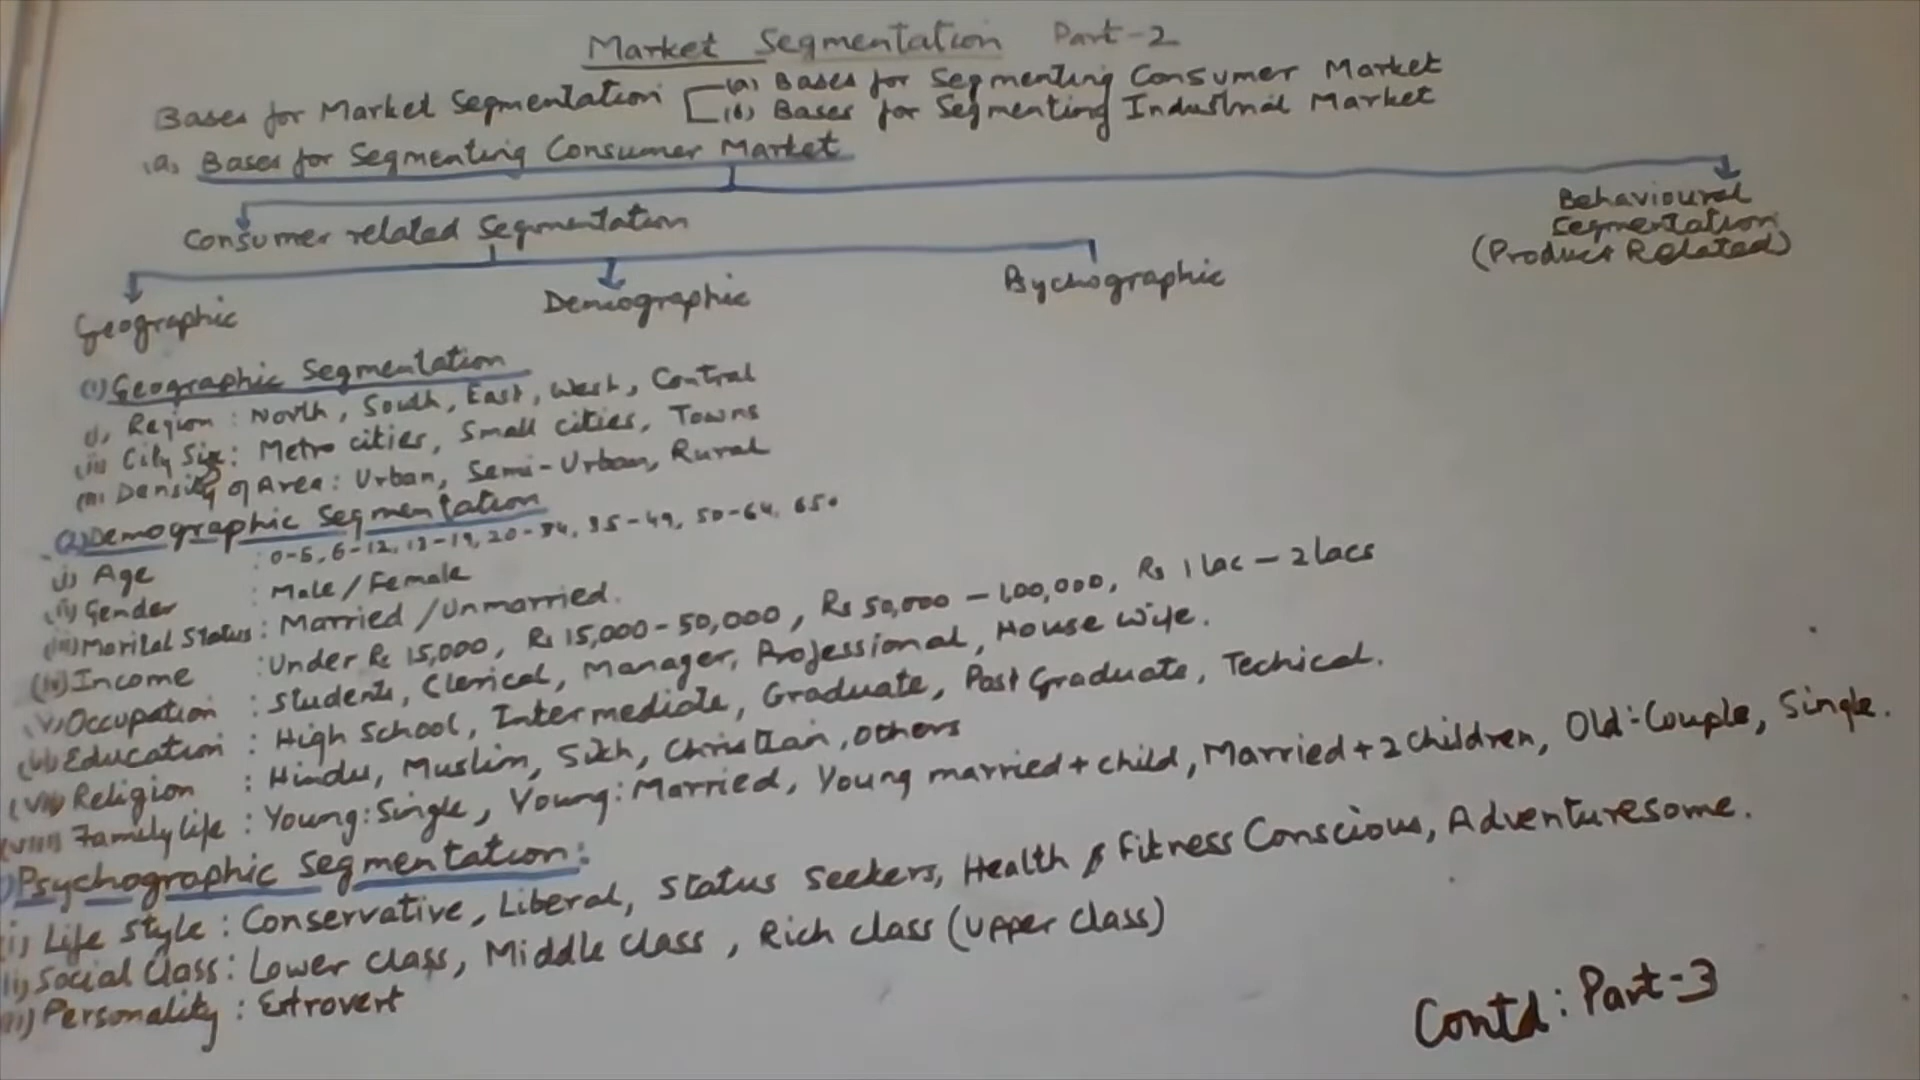 Market Segmentation Part-2
Bases for Market Segmentation (a) Bases for Segmenting Consumer Market
(b) Bases for Segmenting Industrial Market
(a) Bases for Segmenting Consumer Market
Consumer related Segmentation
Behavioural Segmentation (Product Related)
Geographic
Demographic
Psychographic
(1) Geographic Segmentation
(i) Region : North, South, East, West, Central
(ii) City Size: Metro cities, Small cities, Towns
(iii) Density of Area: Urban, Semi-Urban, Rural
(2) Demographic Segmentation
(i) Age : 0-5, 6-12, 13-19, 20-34, 35-49, 50-64, 65+
(ii) Gender : Male/Female
(iii) Marital Status: Married/Unmarried.
(iv) Income : Under Rs 15,000, Rs 15,000-50,000, Rs 50,000-100,000, Rs 1 lac-2 lacs
(v) Occupation : Students, Clerical, Manager, Professional, House Wife.
(vi) Education : High School, Intermediate, Graduate, Post Graduate, Techical.
(vii) Religion : Hindu, Muslim, Sikh, Christian, Others
(viii) Family life : Young: Single, Young: Married, Young married + child, Married + 2 children, Old: Couple, Single.
) Psychographic Segmentation:
(i) Life Style: Conservative, Liberal, Status Seekers, Health & Fitness Conscious, Adventuresome.
ii) Social Class: Lower class, Middle class, Rich class (Upper class)
iii) Personality: Extrovert
Contd: Part-3